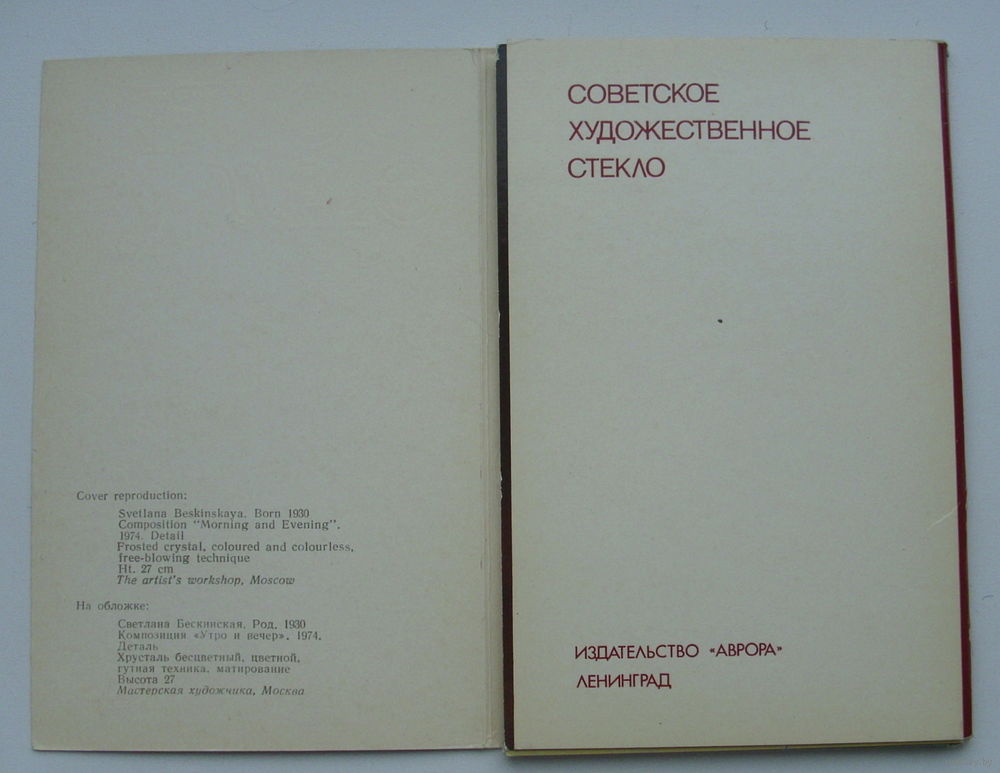 Cover reproduction:
Svetlana Beskinskaya. Born 1930
Composition "Morning and Evening".
1974. Detail
Frosted crystal, coloured and colourless,
free-blowing technique
Ht. 27 cm
The artist's workshop, Moscow
На обложке:
Светлана Бескинская. Род. 1930
Композиция «Утро и вечер». 1974.
Деталь
Хрусталь бесцветный, цветной,
гутная техника, матирование
Высота 27
Мастерская художника, Москва
СОВЕТСКОЕ
ХУДОЖЕСТВЕННОЕ
СТЕКЛО
ИЗДАТЕЛЬСТВО «АВРОРА»
ЛЕНИНГРАД